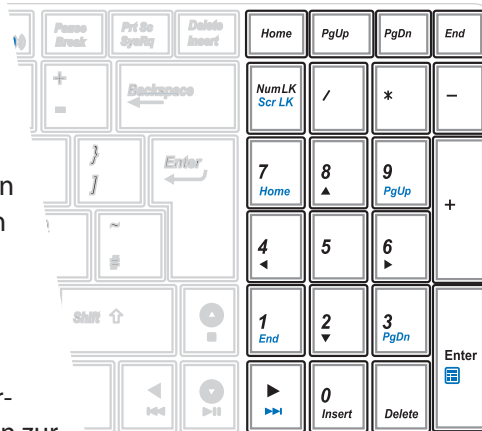 Pause Prt Sc Delete Home PgUp PgDn End
Break SysRq Insert
+ Backspace NumLK / * −
= Scr LK
} Enter 7 8 9 +
] Home PgUp
n
n
~ 4 5 6
#
Shift 1 2 3
End PgDn
Enter
r-
0
Insert Delete
n zur